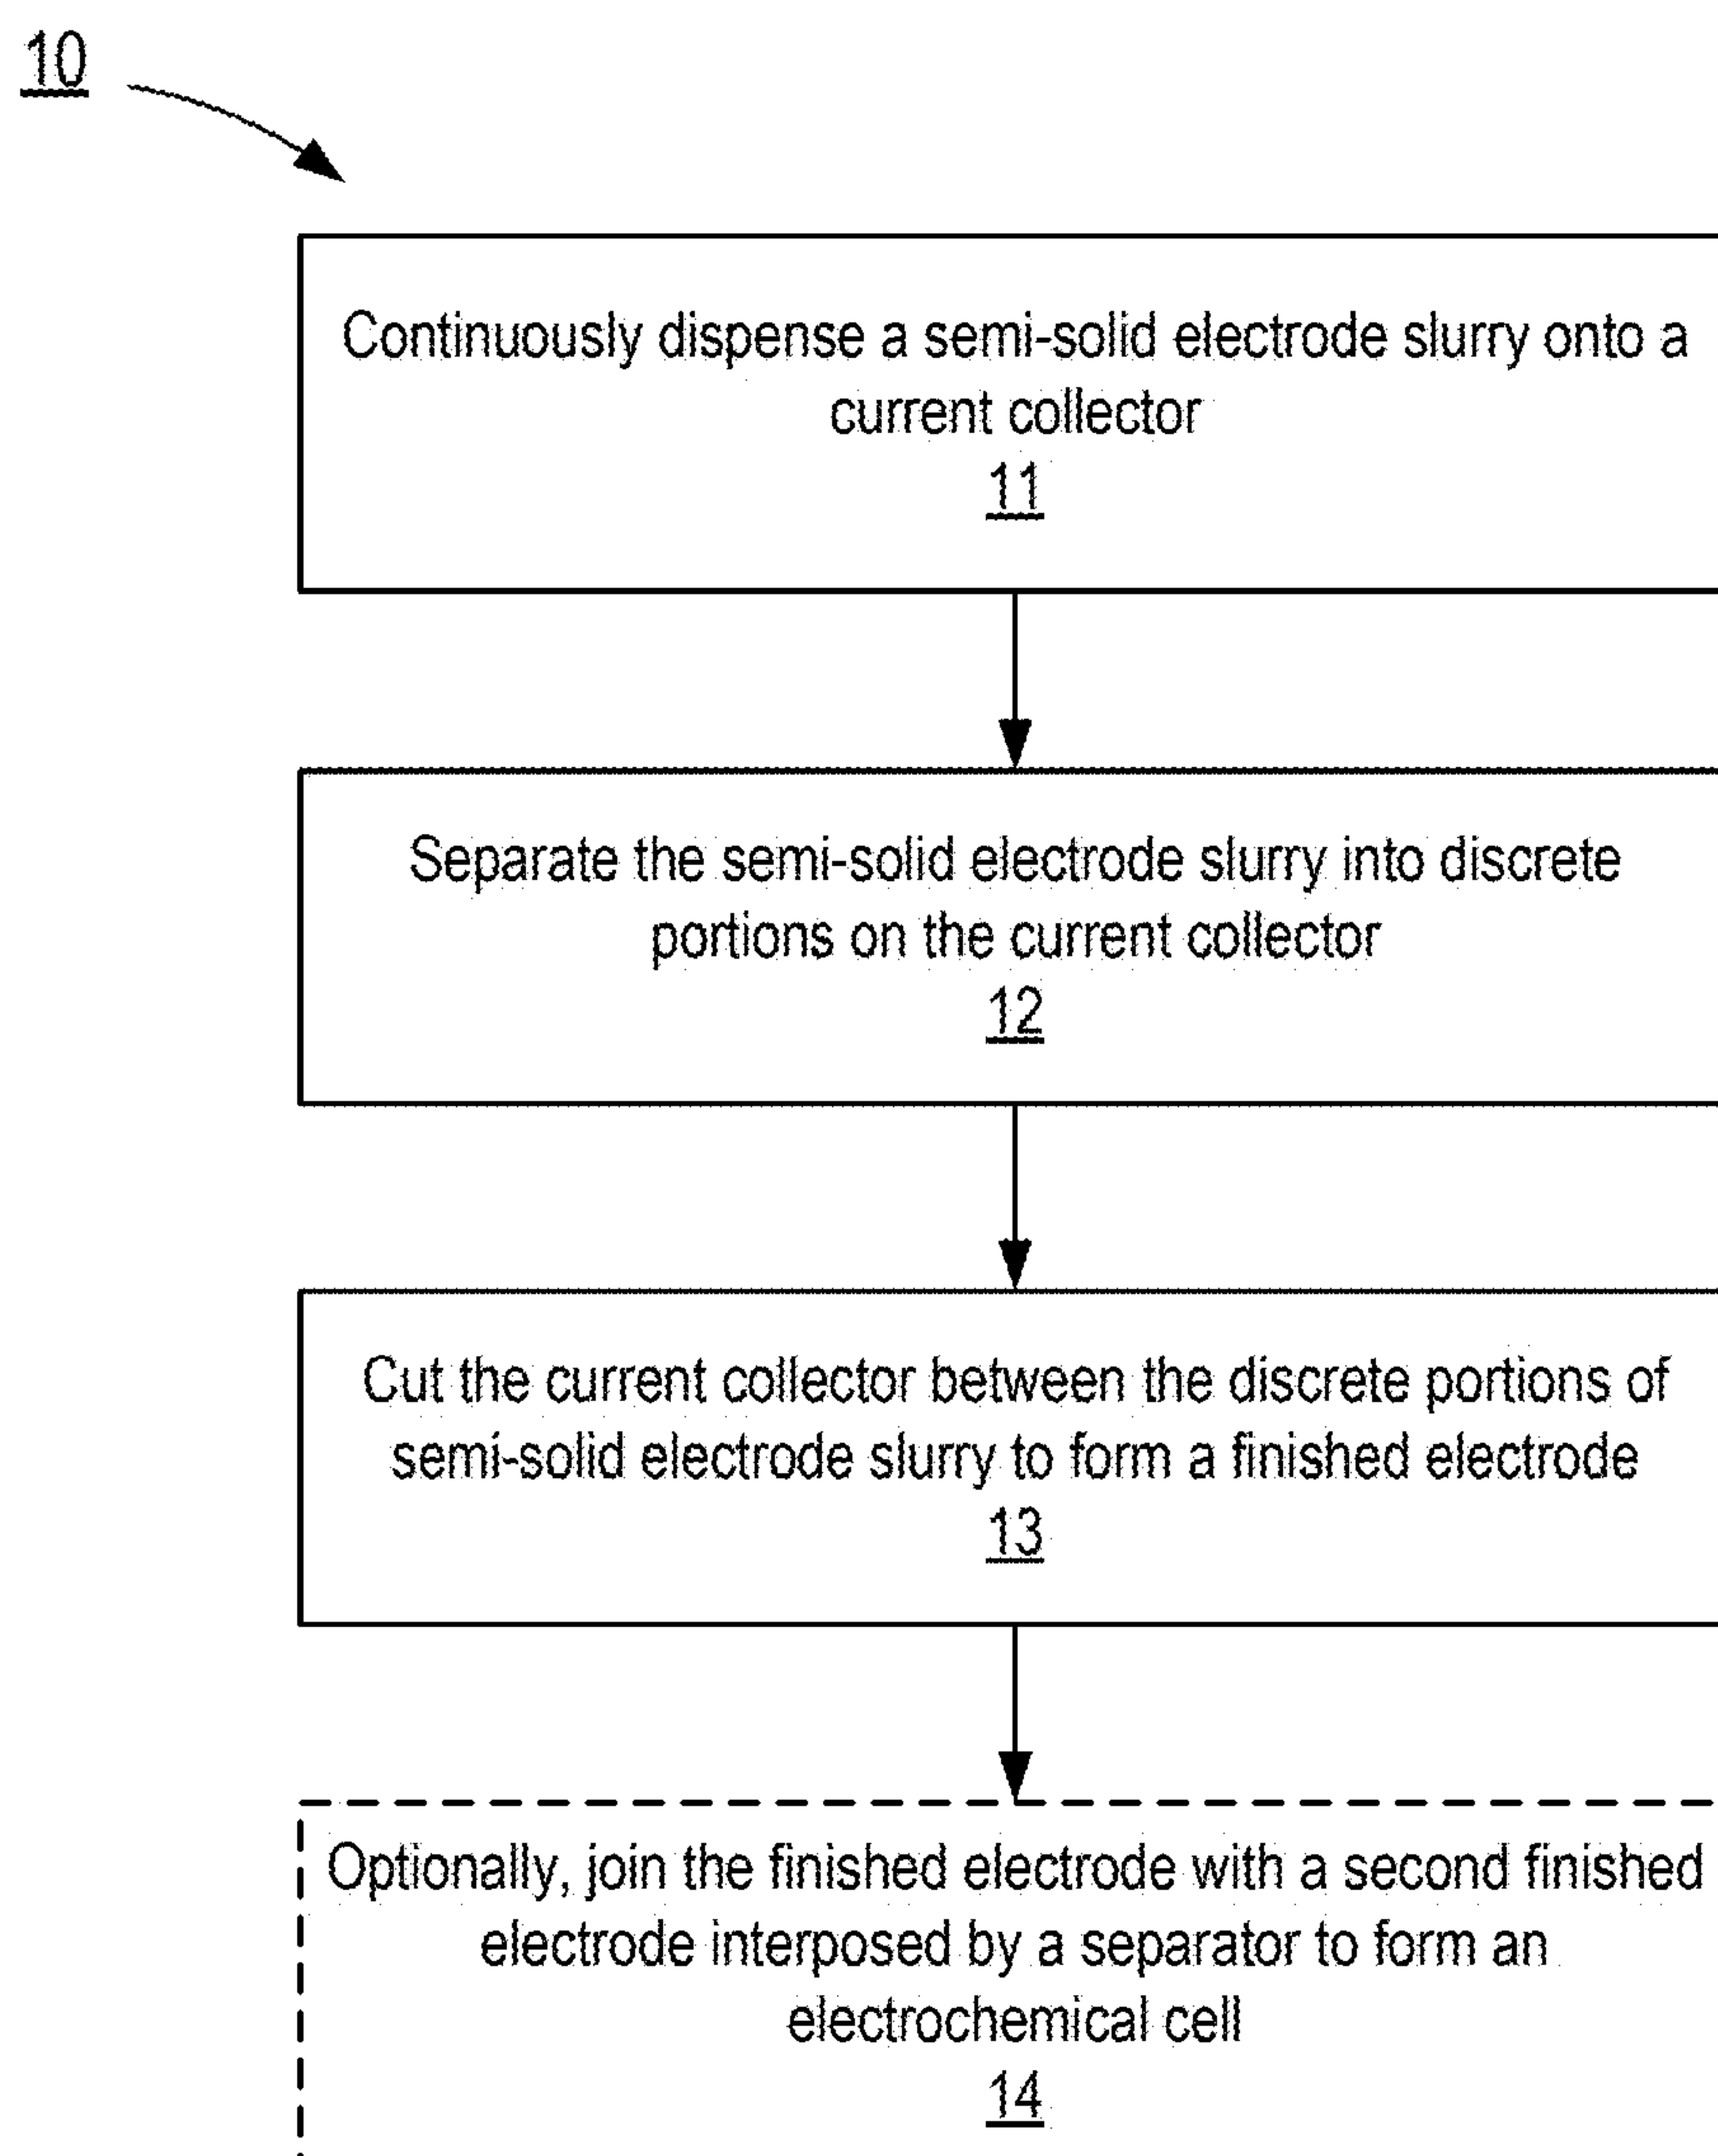 10
Continuously dispense a semi-solid electrode slurry onto a
current collector
11
Separate the semi-solid electrode slurry into discrete
portions on the current collector
12
Cut the current collector between the discrete portions of
semi-solid electrode slurry to form a finished electrode
13
Optionally, join the finished electrode with a second finished
electrode interposed by a separator to form an
electrochemical cell
14